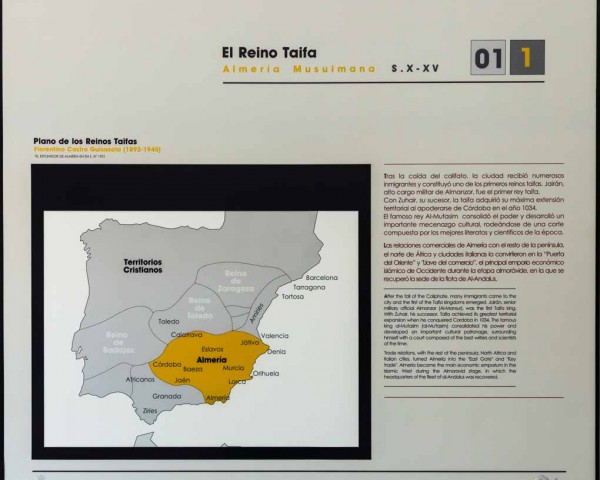 El Reino Taifa
Almería Musulmana S.X-XV
01 1
Plano de los Reinos Taifas
Florentino Castro Guisasola (1893-1945)
Tras la caída del califato, la ciudad recibió numerosos
inmigrantes y constituyó uno de los primeros reinos taifas. Jairán,
alto cargo militar de Almanzor, fue el primer rey taifa.
Con Zuhair, su sucesor, la taifa adquirió su máxima extensión
territorial al apoderarse de Córdoba en el año 1034.
El famoso rey Al-Mutasim consolidó el poder y desarrolló un
importante mecenazgo cultural, rodeándose de una corte
compuesta por los mejores literatos y científicos de la época.
Las relaciones comerciales de Almería con el resto de la península,
el norte de África y ciudades italianas la convirtieron en la "Puerta
del Oriente" y "Llave del comercio", el principal emporio económico
islámico de Occidente durante la etapa almorávide, en la que se
recuperó la sede de la flota de Al-Andalus.
After the fall of the Caliphate, many immigrants came to the
city and the first of the Taifa kingdoms emerged. Jairán, senior
military official Almanzor (Al-Mansur), was the first Taifa king.
With Zuhair, his successor, Taifa achieved its greatest territorial
expansion when he conquered Cordoba in 1034. The famous
king al-Mutasim (al-Mutasim) consolidated his power and
developed an important cultural patronage, surrounding
himself with a court composed of the best writers and scientists
of the time.
Trade relations, with the rest of the peninsula, North Africa and
Italian cities, turned Almería into the "East Gate" and "Key
trade". Almería became the main economic emporium in the
Islamic West during the Almoravid stage, in which the
headquarters of the fleet of al-Andalus was recovered.
Territorios
Cristianos
Reino
de
Zaragoza
Barcelona
Tarragona
Tortosa
Reino
de
Toledo
Alpuente
Toledo
Reino
de
Badajoz
Calatrava
Valencia
Játiva
Estavos
Denia
Almería
Córdoba
Baeza
Murcia
Orihuela
Africanos
Jaén
Lorca
Granada
Almería
Ziries